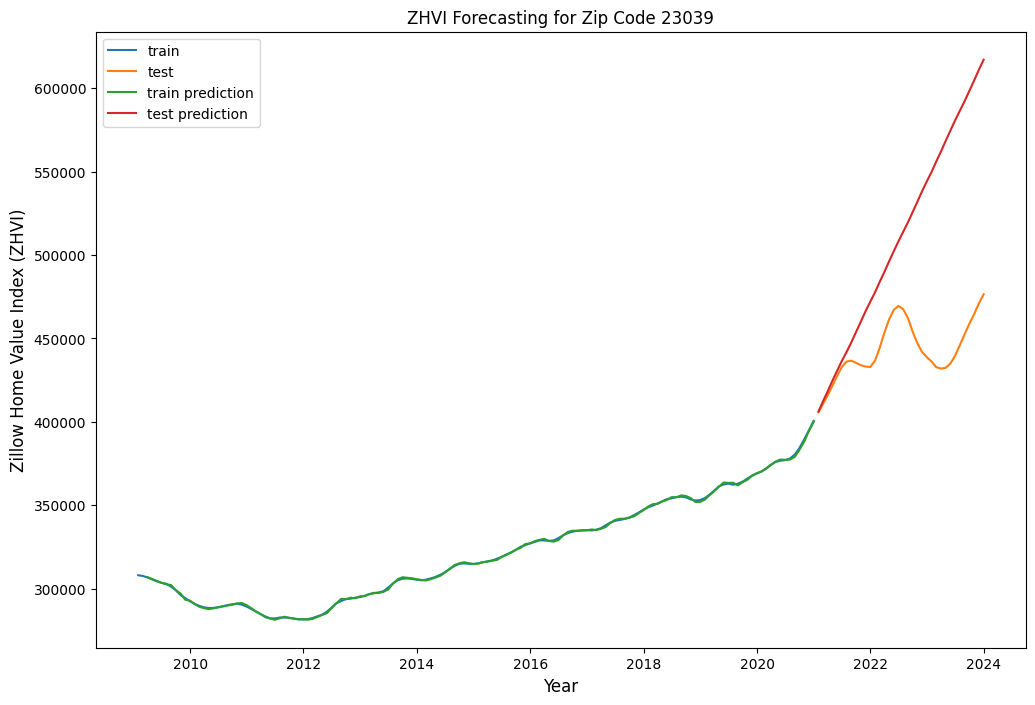 ZHVI Forecasting for Zip Code 23039
train
test
train prediction
test prediction
Zillow Home Value Index (ZHVI)
600000
550000
500000
450000
400000
350000
300000
2010 2012 2014 2016 2018 2020 2022 2024
Year